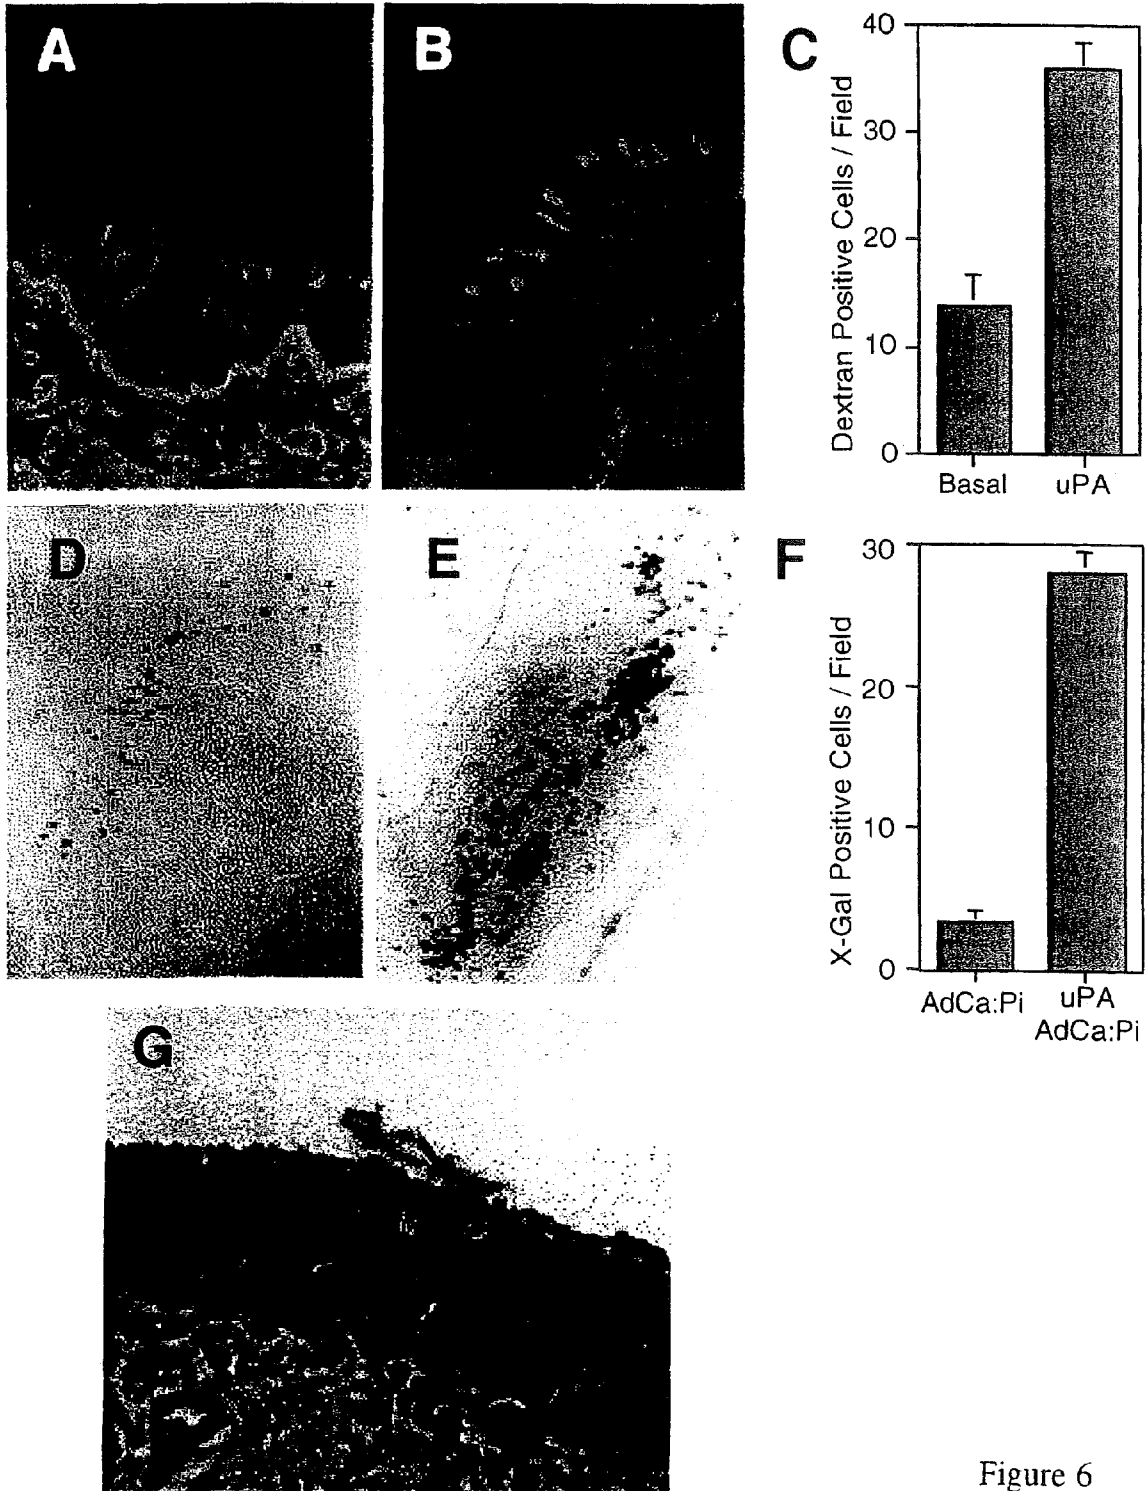 A
B
C
Dextran Positive Cells / Field
40
30
20
10
0
Basal
uPA
D
E
F
X-Gal Positive Cells / Field
30
20
10
0
AdCa:Pi
uPA
AdCa:Pi
G
Figure 6